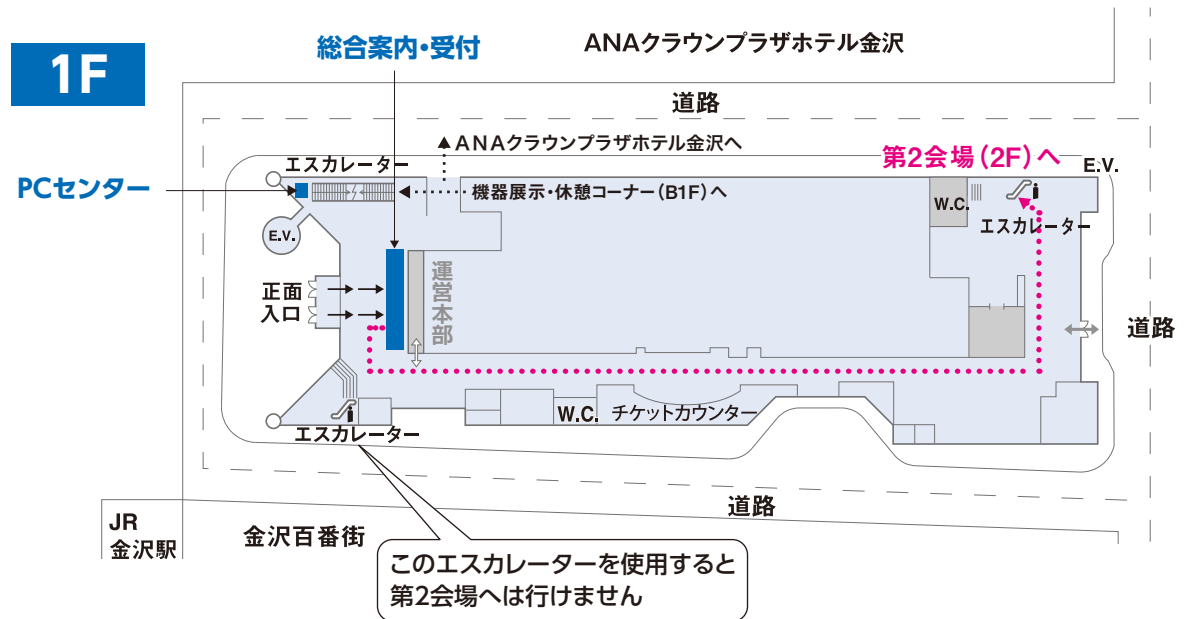 1F
総合案内・受付
ANAクラウンプラザホテル金沢
道路
ANAクラウンプラザホテル金沢へ
エスカレーター
第2会場(2F)へ
E.V.
PCセンター
機器展示・休憩コーナー(B1F)へ
W.C.
エスカレーター
E.V.
運営本部
正面
入口
道路
W.C.
チケットカウンター
エスカレーター
道路
JR
金沢駅
金沢百番街
このエスカレーターを使用すると
第2会場へは行けません